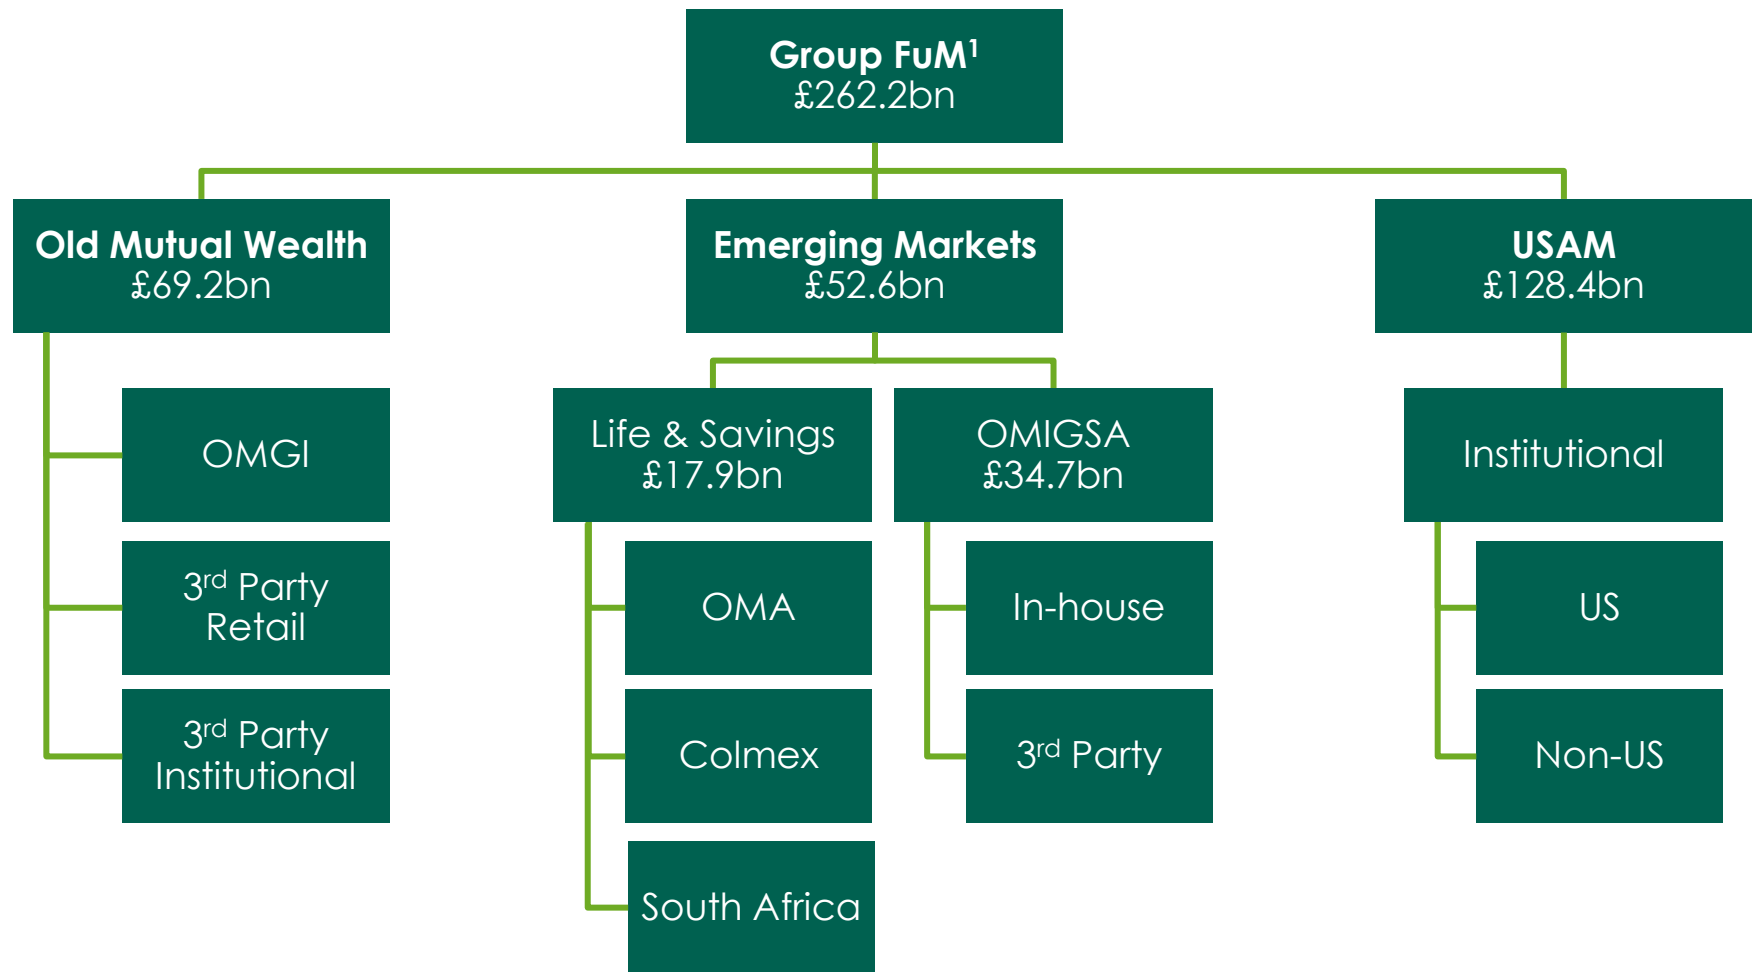 Group FuM¹
£262.2bn
Old Mutual Wealth
£69.2bn
Emerging Markets
£52.6bn
USAM
£128.4bn
OMGI
3rd Party
Retail
3rd Party
Institutional
Life & Savings
£17.9bn
OMA
Colmex
South Africa
OMIGSA
£34.7bn
In-house
3rd Party
Institutional
US
Non-US